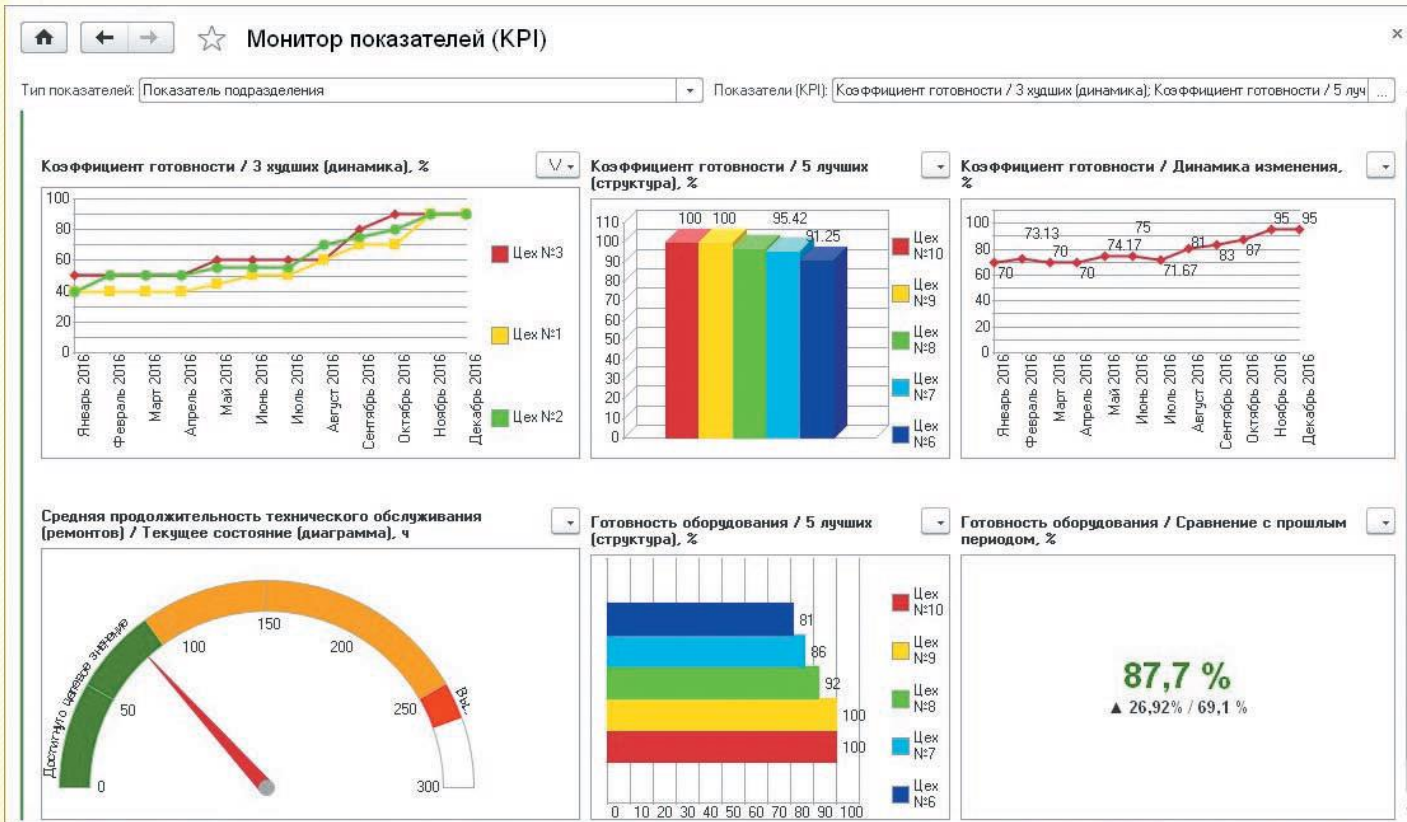 Монитор показателей (KPI)
Тип показателей: Показатель подразделения
Показатели (KPI): Коэффициент готовности / 3 худших (динамика); Коэффициент готовности / 5 луч ...
Коэффициент готовности / 3 худших (динамика), %
100
80
60
40
20
0
Январь 2016
Февраль 2016
Март 2016
Апрель 2016
Май 2016
Июнь 2016
Июль 2016
Август 2016
Сентябрь 2016
Октябрь 2016
Ноябрь 2016
Декабрь 2016
Цех №3
Цех №1
Цех №2
Коэффициент готовности / 5 лучших
(структура), %
110
100
90
80
70
60
50
40
30
20
10
0
100
100
95.42
91.25
Цех
№10
Цех
№9
Цех
№8
Цех
№7
Цех
№6
Коэффициент готовности / Динамика изменения,
%
100
80
60
40
20
0
70
73.13
70
70
74.17
75
71.67
81
83
87
95
95
Январь 2016
Февраль 2016
Март 2016
Апрель 2016
Май 2016
Июнь 2016
Июль 2016
Август 2016
Сентябрь 2016
Октябрь 2016
Ноябрь 2016
Декабрь 2016
Средняя продолжительность технического обслуживания
(ремонтов) / Текущее состояние (диаграмма), ч
Достигнуто целевое значение
0
50
100
150
200
250
300
Вы..
Готовность оборудования / 5 лучших
(структура), %
81
86
92
100
100
0 10 20 30 40 50 60 70 80 90 100
Цех
№10
Цех
№9
Цех
№8
Цех
№7
Цех
№6
Готовность оборудования / Сравнение с прошлым
периодом, %
87,7 %
▲ 26,92% / 69,1 %